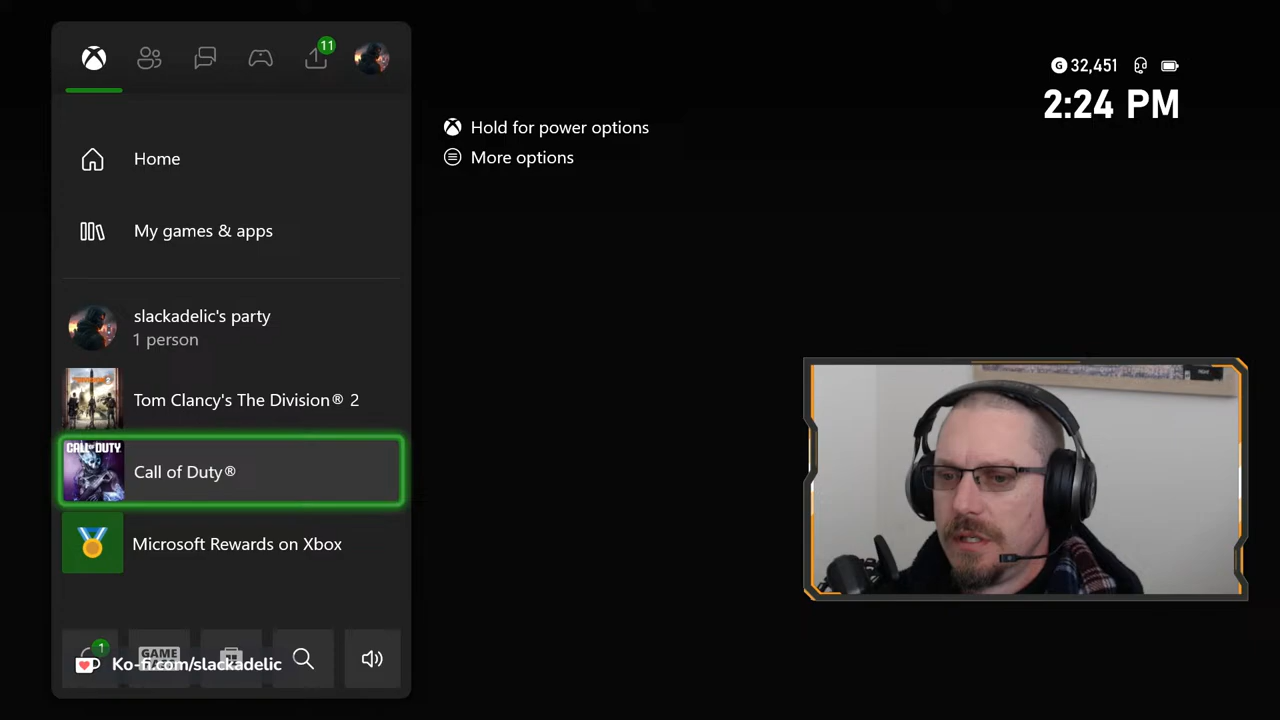 11
G 32,451
2:24 PM
Hold for power options
More options
Home
My games & apps
slackadelic's party
1 person
Tom Clancy's The Division® 2
CALL OF DUTY
Call of Duty®
Microsoft Rewards on Xbox
1
GAME
Ko-fi.com/slackadelic